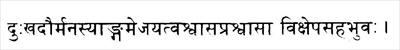 दुःखदौर्मनस्याङ्गमेजयत्वश्वासप्रश्वासा विक्षेपसहभुवः ।